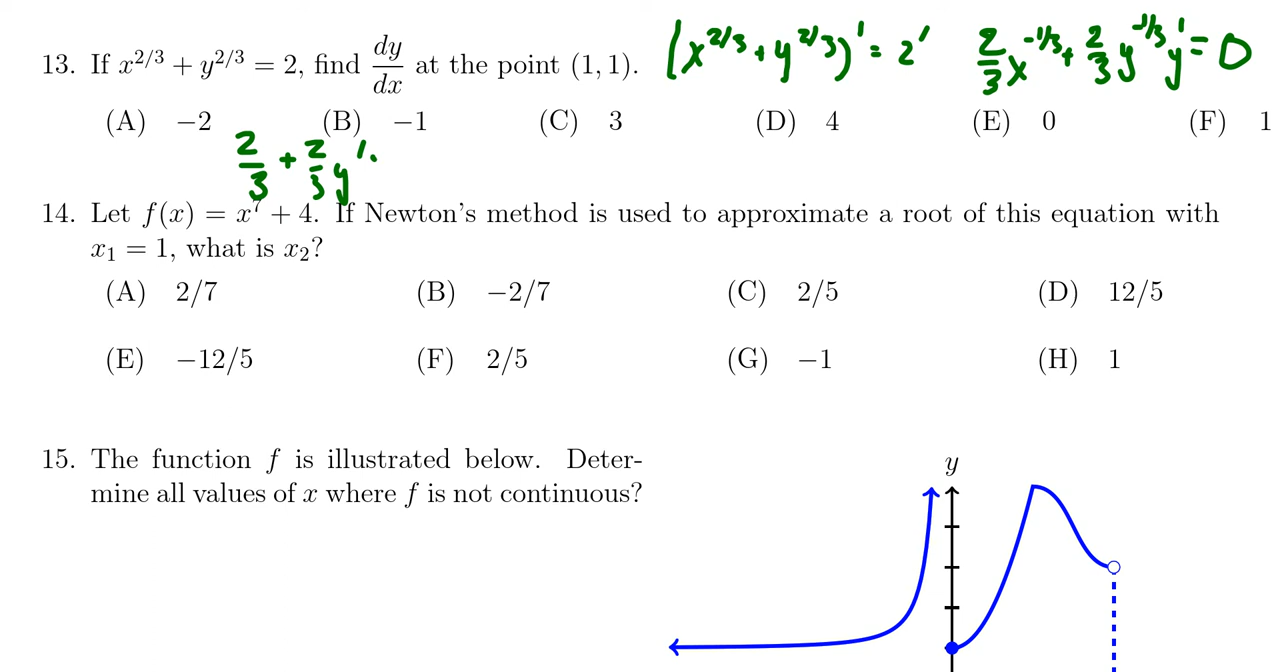 13. If x^{2/3} + y^{2/3} = 2, find dy/dx at the point (1, 1). (x^{2/3} + y^{2/3})' = 2' 2/3 x^{-1/3} + 2/3 y^{-1/3} y' = 0
(A) −2 (B) −1 (C) 3 (D) 4 (E) 0 (F) 1
2/3 + 2/3 y'
14. Let f(x) = x^7 + 4. If Newton's method is used to approximate a root of this equation with
x_1 = 1, what is x_2?
(A) 2/7 (B) −2/7 (C) 2/5 (D) 12/5
(E) −12/5 (F) 2/5 (G) −1 (H) 1
15. The function f is illustrated below. Deter-
mine all values of x where f is not continuous?
y